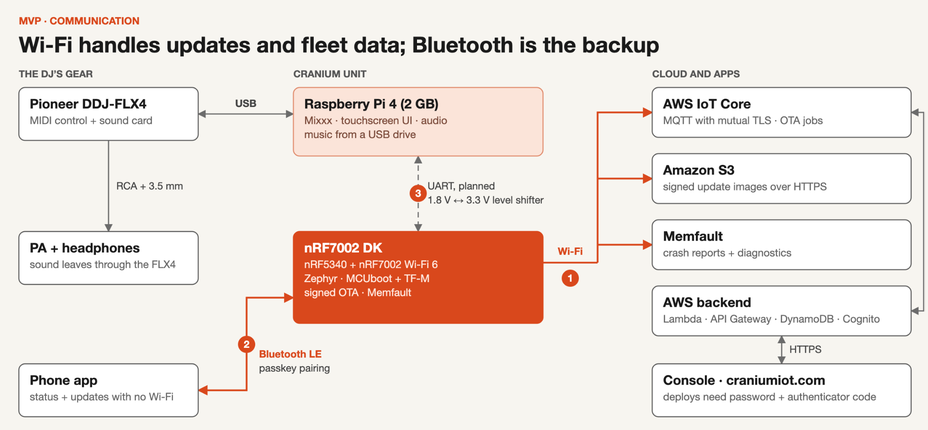 MVP · COMMUNICATION
Wi-Fi handles updates and fleet data; Bluetooth is the backup
THE DJ'S GEAR
CRANIUM UNIT
CLOUD AND APPS
Pioneer DDJ-FLX4
MIDI control + sound card
USB
Raspberry Pi 4 (2 GB)
Mixxx · touchscreen UI · audio
music from a USB drive
AWS IoT Core
MQTT with mutual TLS · OTA jobs
Amazon S3
signed update images over HTTPS
RCA + 3.5 mm
3
UART, planned
1.8 V ↔ 3.3 V level shifter
PA + headphones
sound leaves through the FLX4
nRF7002 DK
nRF5340 + nRF7002 Wi-Fi 6
Zephyr · MCUboot + TF-M
signed OTA · Memfault
Wi-Fi
1
Memfault
crash reports + diagnostics
AWS backend
Lambda · API Gateway · DynamoDB · Cognito
2
Bluetooth LE
passkey pairing
HTTPS
Phone app
status + updates with no Wi-Fi
Console · craniumiot.com
deploys need password + authenticator code